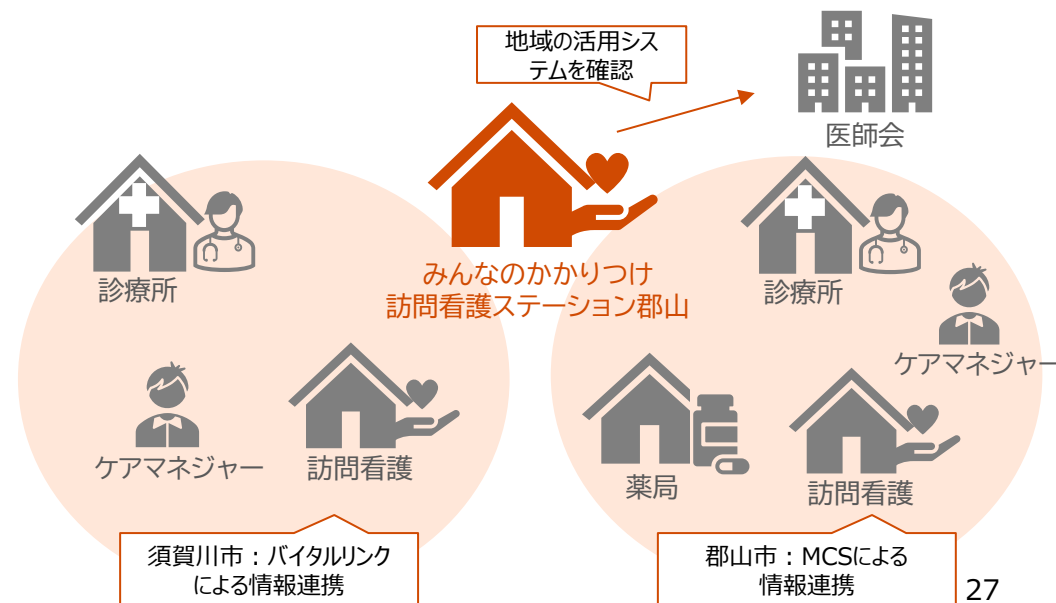 地域の活用シス
テムを確認
医師会
みんなのかかりつけ
訪問看護ステーション郡山
診療所
診療所
ケアマネジャー
ケアマネジャー
訪問看護
薬局
訪問看護
須賀川市：バイタルリンク
による情報連携
郡山市：MCSによる
情報連携
27